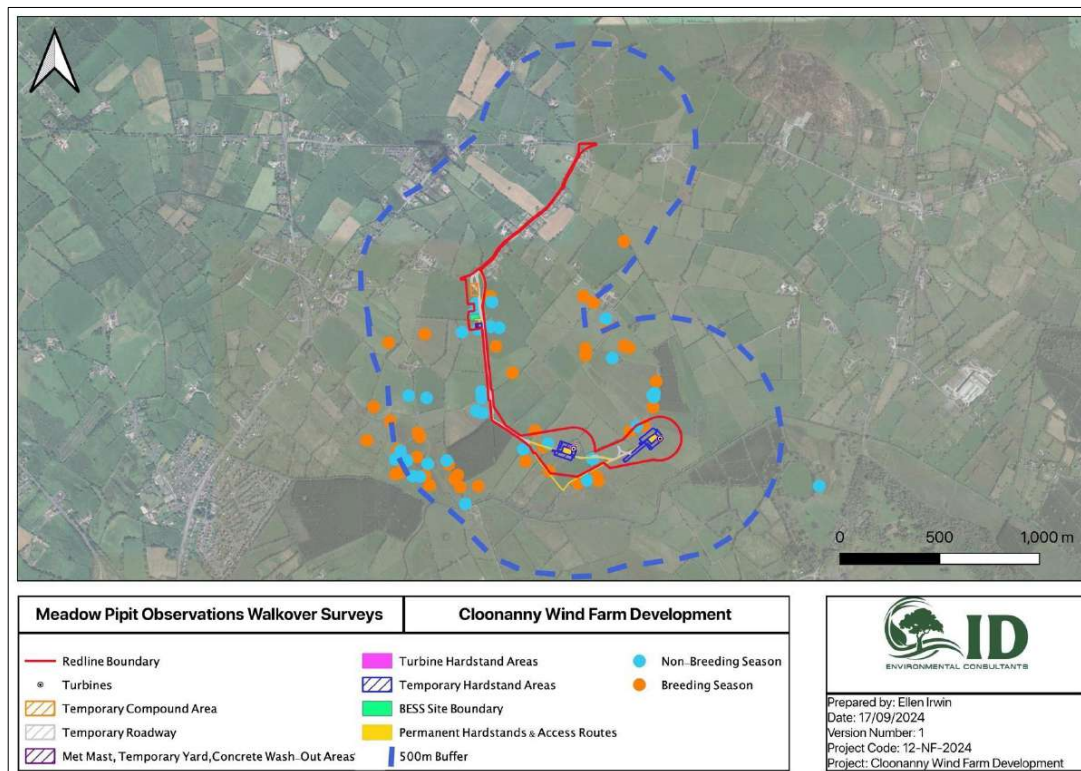 0 500 1,000 m
Meadow Pipit Observations Walkover Surveys
Cloonanny Wind Farm Development
Redline Boundary
Turbines
Temporary Compound Area
Temporary Roadway
Met Mast, Temporary Yard,Concrete Wash-Out Areas
Turbine Hardstand Areas
Temporary Hardstand Areas
BESS Site Boundary
Permanent Hardstands & Access Routes
500m Buffer
Non-Breeding Season
Breeding Season
ID
ENVIRONMENTAL CONSULTANTS
Prepared by: Ellen Irwin
Date: 17/09/2024
Version Number: 1
Project Code: 12-NF-2024
Project: Cloonanny Wind Farm Development